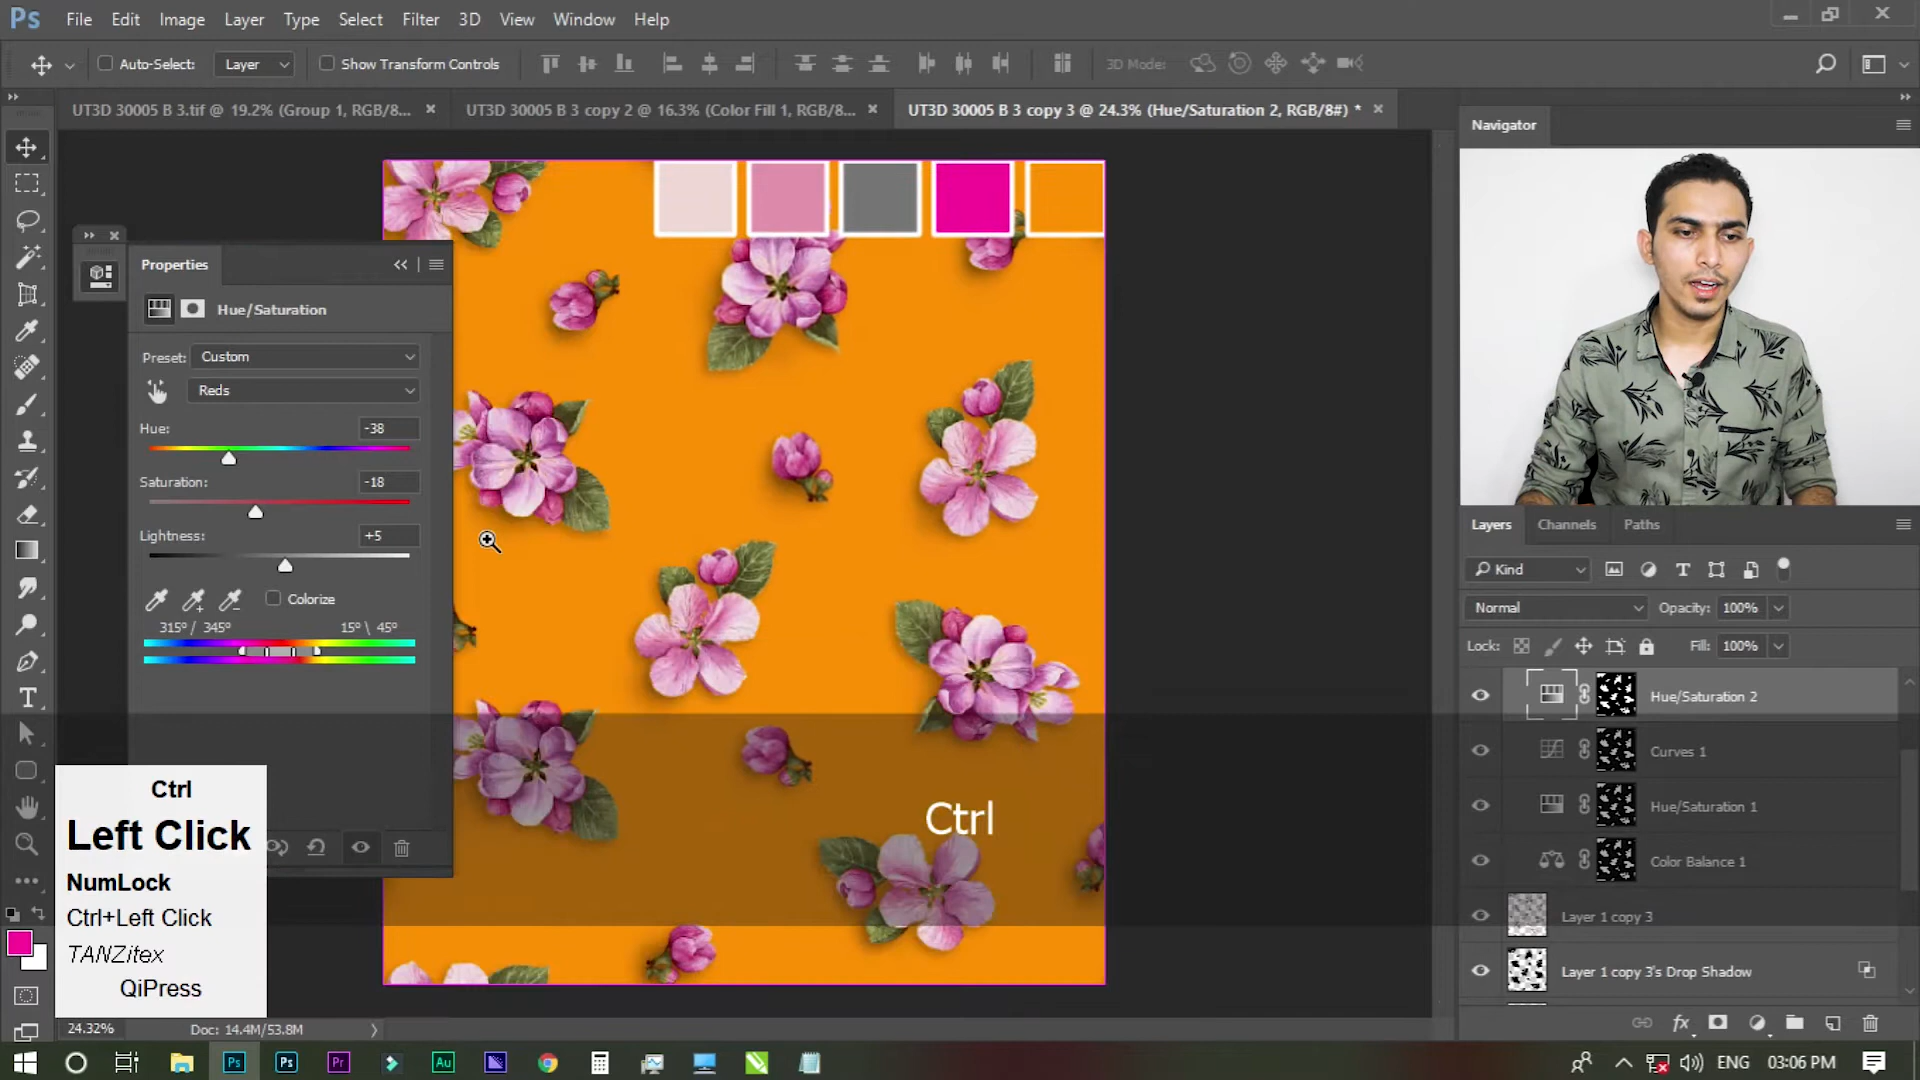 Ps File Edit Image Layer Type Select Filter 3D View Window Help
Auto-Select: Layer Show Transform Controls 3D Mode:
UT3D 30005 B 3.tif @ 19.2% (Group 1, RGB/8... UT3D 30005 B 3 copy 2 @ 16.3% (Color Fill 1, RGB/8... UT3D 30005 B 3 copy 3 @ 24.3% (Hue/Saturation 2, RGB/8#) *
Navigator
Properties
Hue/Saturation
Preset: Custom
Reds
Hue: -38
Saturation: -18
Lightness: +5
Colorize
315°/ 345° 15°\ 45°
Layers Channels Paths
Kind
Normal Opacity: 100%
Lock: Fill: 100%
Hue/Saturation 2
Curves 1
Hue/Saturation 1
Color Balance 1
Layer 1 copy 3
Layer 1 copy 3's Drop Shadow
Ctrl
Left Click
NumLock
Ctrl+Left Click
TANZitex
QiPress
Ctrl
24.32% Doc: 14.4M/53.8M
Ps Ps Pr Au ENG 03:06 PM